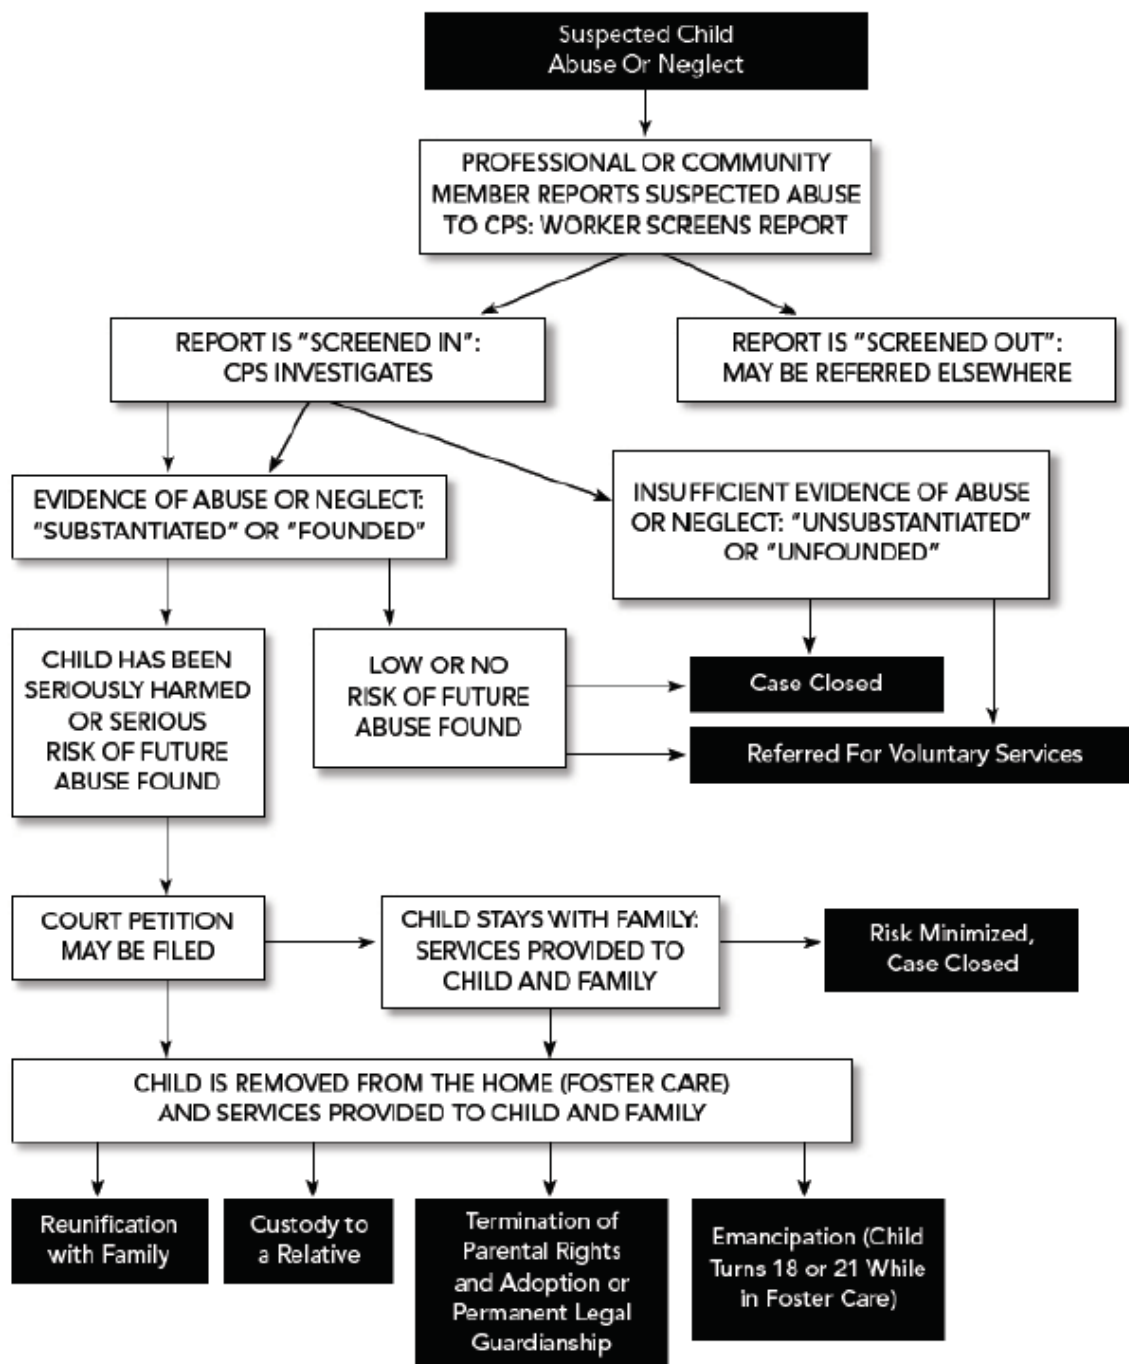 Suspected Child
Abuse Or Neglect
PROFESSIONAL OR COMMUNITY
MEMBER REPORTS SUSPECTED ABUSE
TO CPS: WORKER SCREENS REPORT
REPORT IS “SCREENED IN”:
CPS INVESTIGATES
REPORT IS “SCREENED OUT”:
MAY BE REFERRED ELSEWHERE
EVIDENCE OF ABUSE OR NEGLECT:
“SUBSTANTIATED” OR “FOUNDED”
INSUFFICIENT EVIDENCE OF ABUSE
OR NEGLECT: “UNSUBSTANTIATED”
OR “UNFOUNDED”
CHILD HAS BEEN
SERIOUSLY HARMED
OR SERIOUS
RISK OF FUTURE
ABUSE FOUND
LOW OR NO
RISK OF FUTURE
ABUSE FOUND
Case Closed
Referred For Voluntary Services
COURT PETITION
MAY BE FILED
CHILD STAYS WITH FAMILY:
SERVICES PROVIDED TO
CHILD AND FAMILY
Risk Minimized,
Case Closed
CHILD IS REMOVED FROM THE HOME (FOSTER CARE)
AND SERVICES PROVIDED TO CHILD AND FAMILY
Reunification
with Family
Custody to
a Relative
Termination of
Parental Rights
and Adoption or
Permanent Legal
Guardianship
Emancipation (Child
Turns 18 or 21 While
in Foster Care)